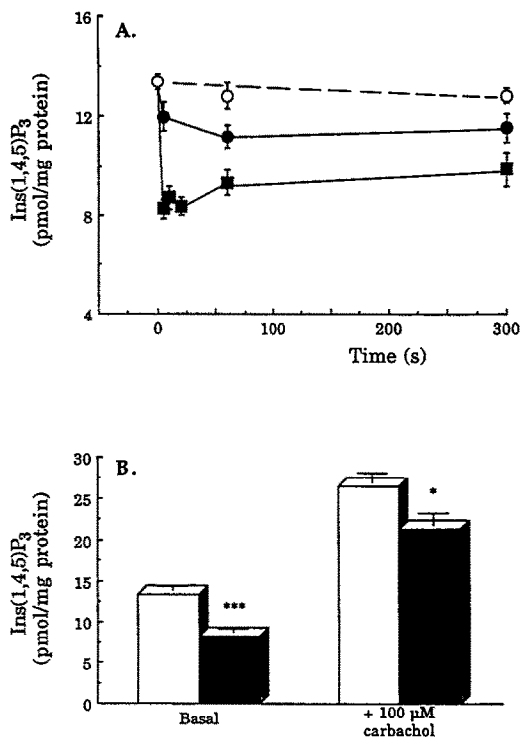 A.
16
12
8
4
Ins(1,4,5)P3
(pmol/mg protein)
0
100
200
300
Time (s)
B.
30
25
20
15
10
5
0
Ins(1,4,5)P3
(pmol/mg protein)
***
*
Basal
+ 100 µM
carbachol